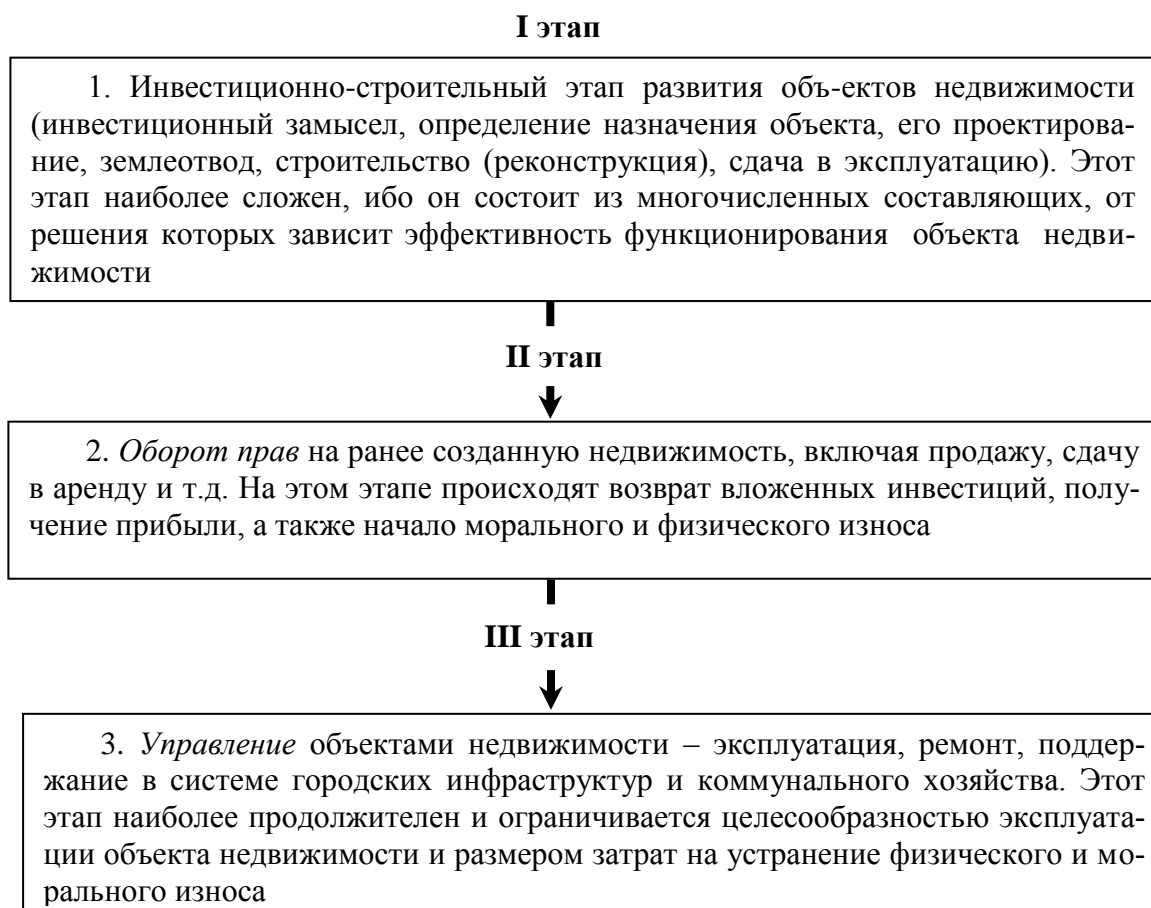 I этап
1. Инвестиционно-строительный этап развития объ-ектов недвижимости
(инвестиционный замысел, определение назначения объекта, его проектирова-
ние, землеотвод, строительство (реконструкция), сдача в эксплуатацию). Этот
этап наиболее сложен, ибо он состоит из многочисленных составляющих, от
решения которых зависит эффективность функционирования объекта недви-
жимости
II этап
2. Оборот прав на ранее созданную недвижимость, включая продажу, сдачу
в аренду и т.д. На этом этапе происходят возврат вложенных инвестиций, полу-
чение прибыли, а также начало морального и физического износа
III этап
3. Управление объектами недвижимости – эксплуатация, ремонт, поддер-
жание в системе городских инфраструктур и коммунального хозяйства. Этот
этап наиболее продолжителен и ограничивается целесообразностью эксплуата-
ции объекта недвижимости и размером затрат на устранение физического и мо-
рального износа